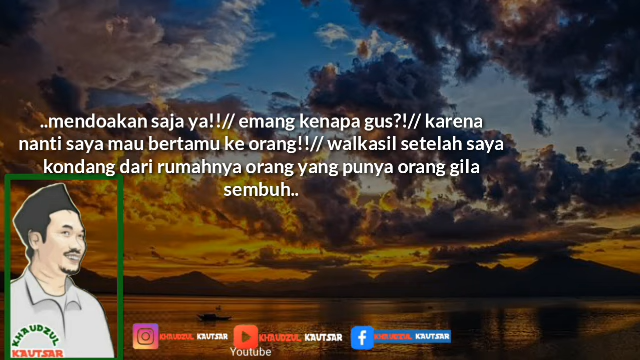 ..mendoakan saja ya!!// emang kenapa gus?!// karena
nanti saya mau bertamu ke orang!!// walkasil setelah saya
kondang dari rumahnya orang yang punya orang gila
sembuh..
KHAUDZUL
KAUTSAR
KHAUDZUL KAUTSAR
KHAUDZUL KAUTSAR
KHAUDZUL KAUTSAR
Youtube